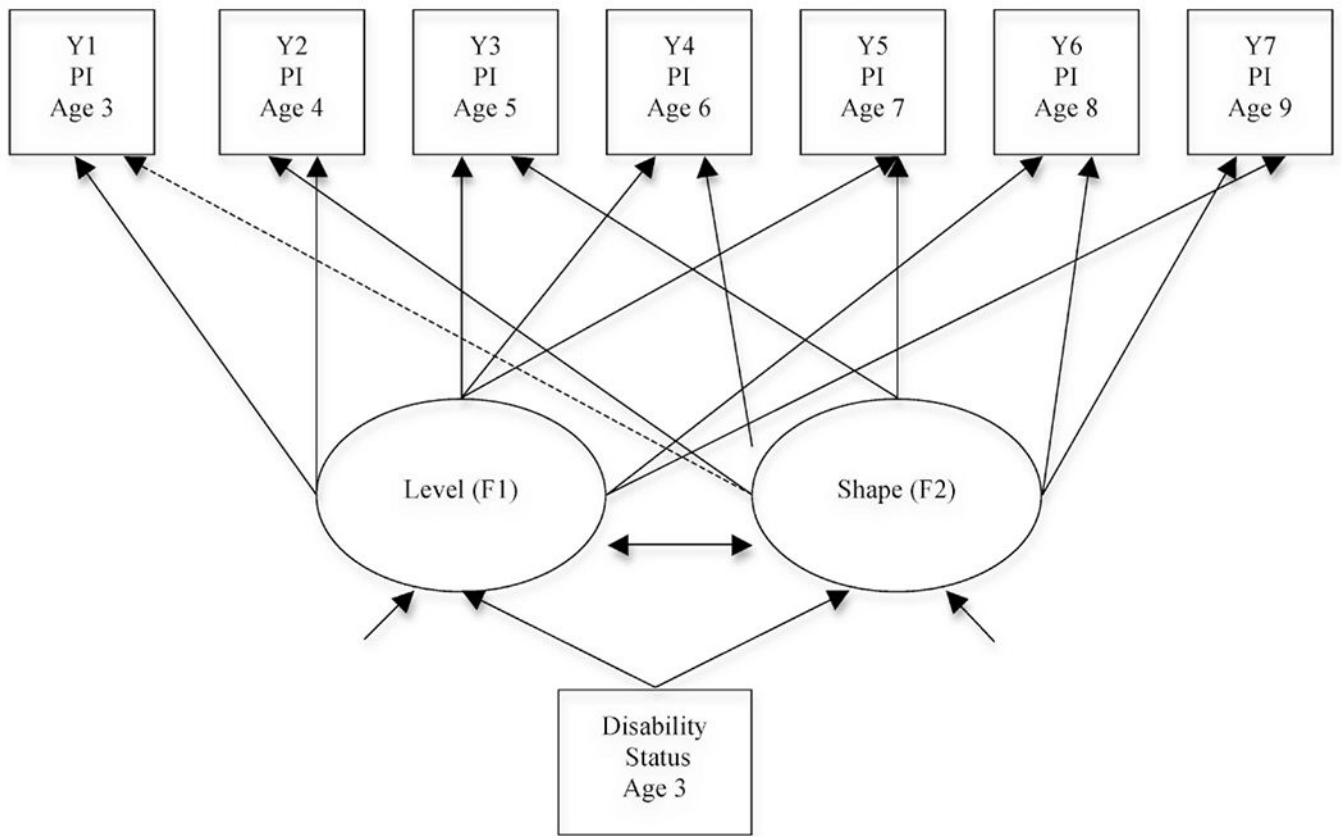 Y1
PI
Age 3
Y2
PI
Age 4
Y3
PI
Age 5
Y4
PI
Age 6
Y5
PI
Age 7
Y6
PI
Age 8
Y7
PI
Age 9
Level (F1)
Shape (F2)
Disability
Status
Age 3